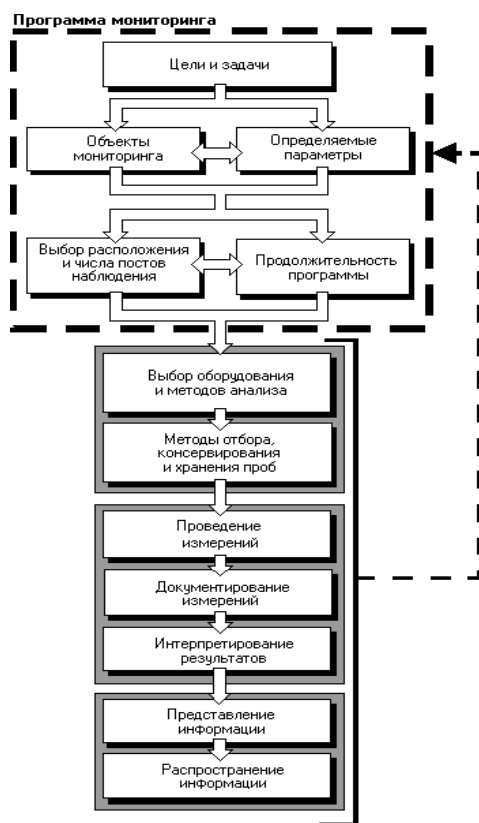 Программа мониторинга
Цели и задачи
Объекты
мониторинга
Определяемые
параметры
Выбор расположения
и числа постов
наблюдения
Продолжительность
программы
Выбор оборудования
и методов анализа
Методы отбора,
консервирования
и хранения проб
Проведение
измерений
Документирование
измерений
Интерпретирование
результатов
Представление
информации
Распространение
информации